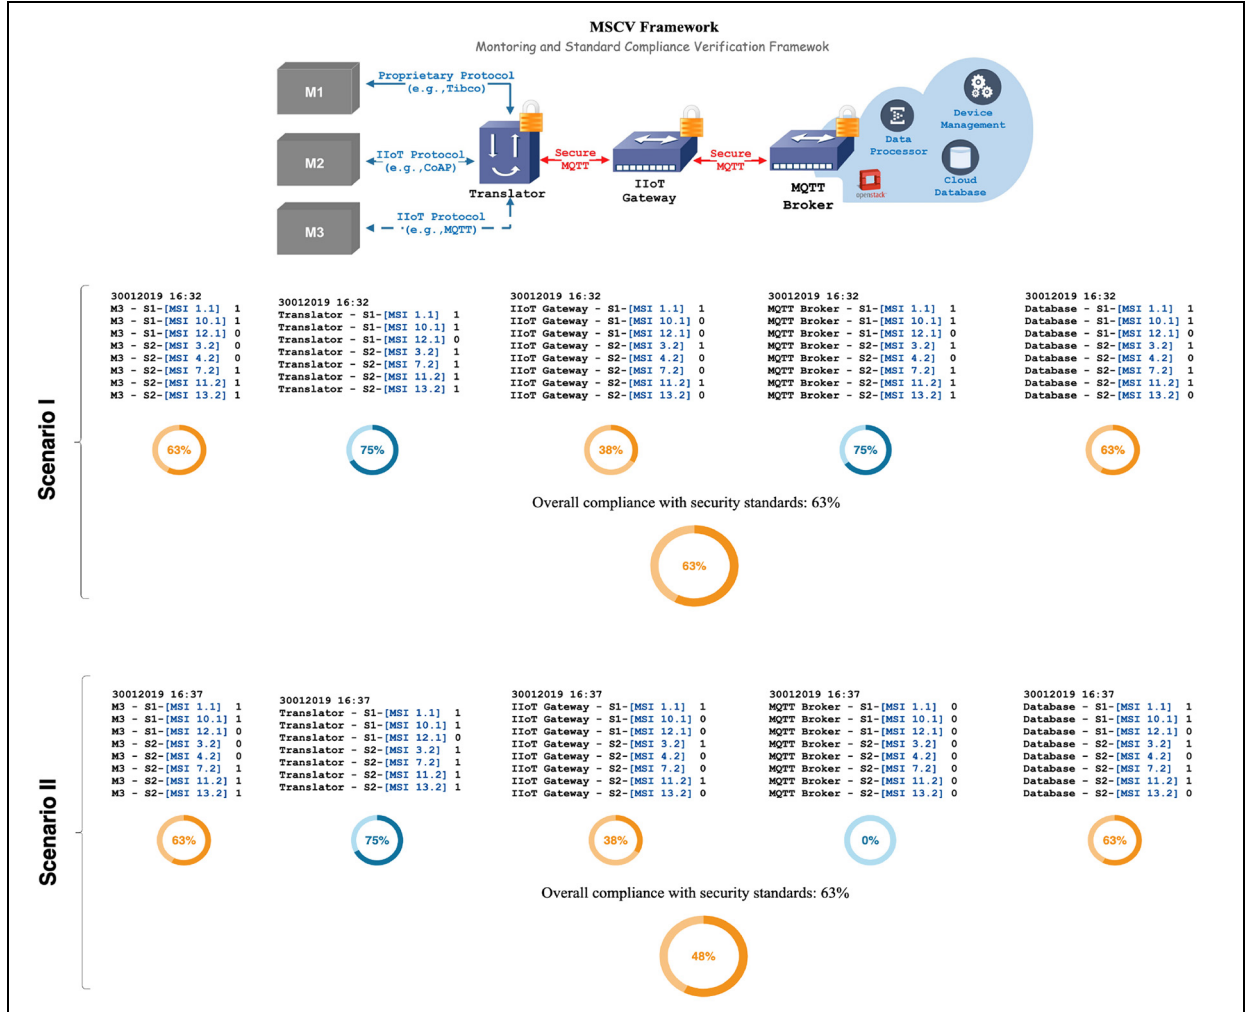 MSCV Framework
Montoring and Standard Compliance Verification Framewok
M1
Proprietary Protocol
(e.g.,Tibco)
M2
IIoT Protocol
(e.g.,CoAP)
M3
IIoT Protocol
(e.g.,MQTT)
Translator
Secure
MQTT
IIoT
Gateway
Secure
MQTT
MQTT
Broker
openstack
Data
Processor
Device
Management
Cloud
Database
Scenario I
30012019 16:32
M3 - S1-[MSI 1.1] 1
M3 - S1-[MSI 10.1] 1
M3 - S1-[MSI 12.1] 0
M3 - S2-[MSI 3.2] 0
M3 - S2-[MSI 4.2] 0
M3 - S2-[MSI 7.2] 1
M3 - S2-[MSI 11.2] 1
M3 - S2-[MSI 13.2] 1
63%
30012019 16:32
Translator - S1-[MSI 1.1] 1
Translator - S1-[MSI 10.1] 1
Translator - S1-[MSI 12.1] 0
Translator - S2-[MSI 3.2] 1
Translator - S2-[MSI 7.2] 1
Translator - S2-[MSI 11.2] 1
Translator - S2-[MSI 13.2] 1
75%
30012019 16:32
IIoT Gateway - S1-[MSI 1.1] 1
IIoT Gateway - S1-[MSI 10.1] 0
IIoT Gateway - S1-[MSI 12.1] 0
IIoT Gateway - S2-[MSI 3.2] 1
IIoT Gateway - S2-[MSI 4.2] 0
IIoT Gateway - S2-[MSI 7.2] 0
IIoT Gateway - S2-[MSI 11.2] 1
IIoT Gateway - S2-[MSI 13.2] 0
38%
30012019 16:32
MQTT Broker - S1-[MSI 1.1] 1
MQTT Broker - S1-[MSI 10.1] 1
MQTT Broker - S1-[MSI 12.1] 0
MQTT Broker - S2-[MSI 3.2] 1
MQTT Broker - S2-[MSI 4.2] 0
MQTT Broker - S2-[MSI 7.2] 1
MQTT Broker - S2-[MSI 11.2] 1
MQTT Broker - S2-[MSI 13.2] 1
75%
30012019 16:32
Database - S1-[MSI 1.1] 1
Database - S1-[MSI 10.1] 1
Database - S1-[MSI 12.1] 0
Database - S2-[MSI 3.2] 1
Database - S2-[MSI 4.2] 0
Database - S2-[MSI 7.2] 1
Database - S2-[MSI 11.2] 1
Database - S2-[MSI 13.2] 0
63%
Overall compliance with security standards: 63%
63%
Scenario II
30012019 16:37
M3 - S1-[MSI 1.1] 1
M3 - S1-[MSI 10.1] 1
M3 - S1-[MSI 12.1] 0
M3 - S2-[MSI 3.2] 0
M3 - S2-[MSI 4.2] 0
M3 - S2-[MSI 7.2] 1
M3 - S2-[MSI 11.2] 1
M3 - S2-[MSI 13.2] 1
63%
30012019 16:37
Translator - S1-[MSI 1.1] 1
Translator - S1-[MSI 10.1] 1
Translator - S1-[MSI 12.1] 0
Translator - S2-[MSI 3.2] 1
Translator - S2-[MSI 7.2] 1
Translator - S2-[MSI 11.2] 1
Translator - S2-[MSI 13.2] 1
75%
30012019 16:37
IIoT Gateway - S1-[MSI 1.1] 1
IIoT Gateway - S1-[MSI 10.1] 0
IIoT Gateway - S1-[MSI 12.1] 0
IIoT Gateway - S2-[MSI 3.2] 1
IIoT Gateway - S2-[MSI 4.2] 0
IIoT Gateway - S2-[MSI 7.2] 0
IIoT Gateway - S2-[MSI 11.2] 1
IIoT Gateway - S2-[MSI 13.2] 0
38%
30012019 16:37
MQTT Broker - S1-[MSI 1.1] 0
MQTT Broker - S1-[MSI 10.1] 0
MQTT Broker - S1-[MSI 12.1] 0
MQTT Broker - S2-[MSI 3.2] 0
MQTT Broker - S2-[MSI 4.2] 0
MQTT Broker - S2-[MSI 7.2] 0
MQTT Broker - S2-[MSI 11.2] 0
MQTT Broker - S2-[MSI 13.2] 0
0%
30012019 16:37
Database - S1-[MSI 1.1] 1
Database - S1-[MSI 10.1] 1
Database - S1-[MSI 12.1] 0
Database - S2-[MSI 3.2] 1
Database - S2-[MSI 4.2] 0
Database - S2-[MSI 7.2] 1
Database - S2-[MSI 11.2] 1
Database - S2-[MSI 13.2] 0
63%
Overall compliance with security standards: 63%
48%